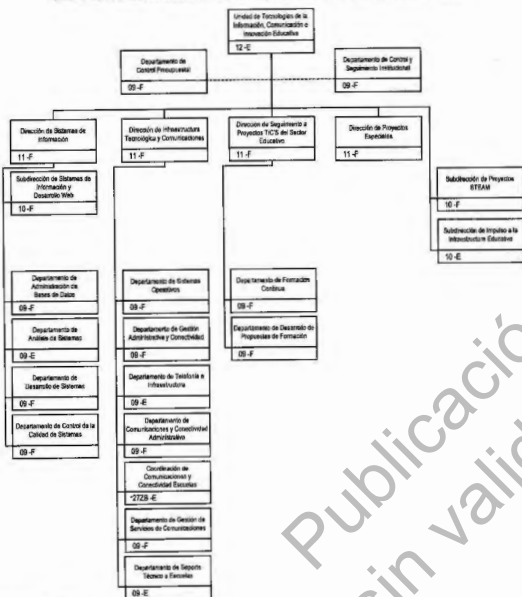 Unidad de Tecnologías de la
Información, Comunicación e
Innovación Educativa
12 -E
Departamento de
Control Presupuestal
09 -F
Departamento de Control y
Seguimiento Institucional
09 -F
Dirección de Sistemas de
Información
11 -F
Dirección de Infraestructura
Tecnológica y Comunicaciones
11 -F
Dirección de Seguimiento a
Proyectos TIC'S del Sector
Educativo
11 -F
Dirección de Proyectos
Especiales
11 -F
Subdirección de Sistemas de
Información y
Desarrollo Web
10 -F
Subdirección de Proyectos
STEAM
10 -F
Subdirección de Impulso a la
Infraestructura Educativa
10 -E
Departamento de
Administración de
Bases de Datos
09 -F
Departamento de
Análisis de Sistemas
09 -E
Departamento de
Desarrollo de Sistemas
09 -F
Departamento de Control de la
Calidad de Sistemas
09 -F
Departamento de Sistemas
Operativos
09 -F
Departamento de Gestión
Administrativa y Conectividad
09 -F
Departamento de Telefonía e
Infraestructura
09 -E
Departamento de
Comunicaciones y Conectividad
Administrativo
09 -F
Coordinación de
Comunicaciones y
Conectividad Escuelas
*27ZB -E
Departamento de Gestión de
Servicios de Comunicaciones
09 -F
Departamento de Soporte
Técnico a Escuelas
09 -E
Departamento de Formación
Continua
09 -F
Departamento de Desarrollo de
Propuestas de Formación
09 -F
Publicació
sin valid